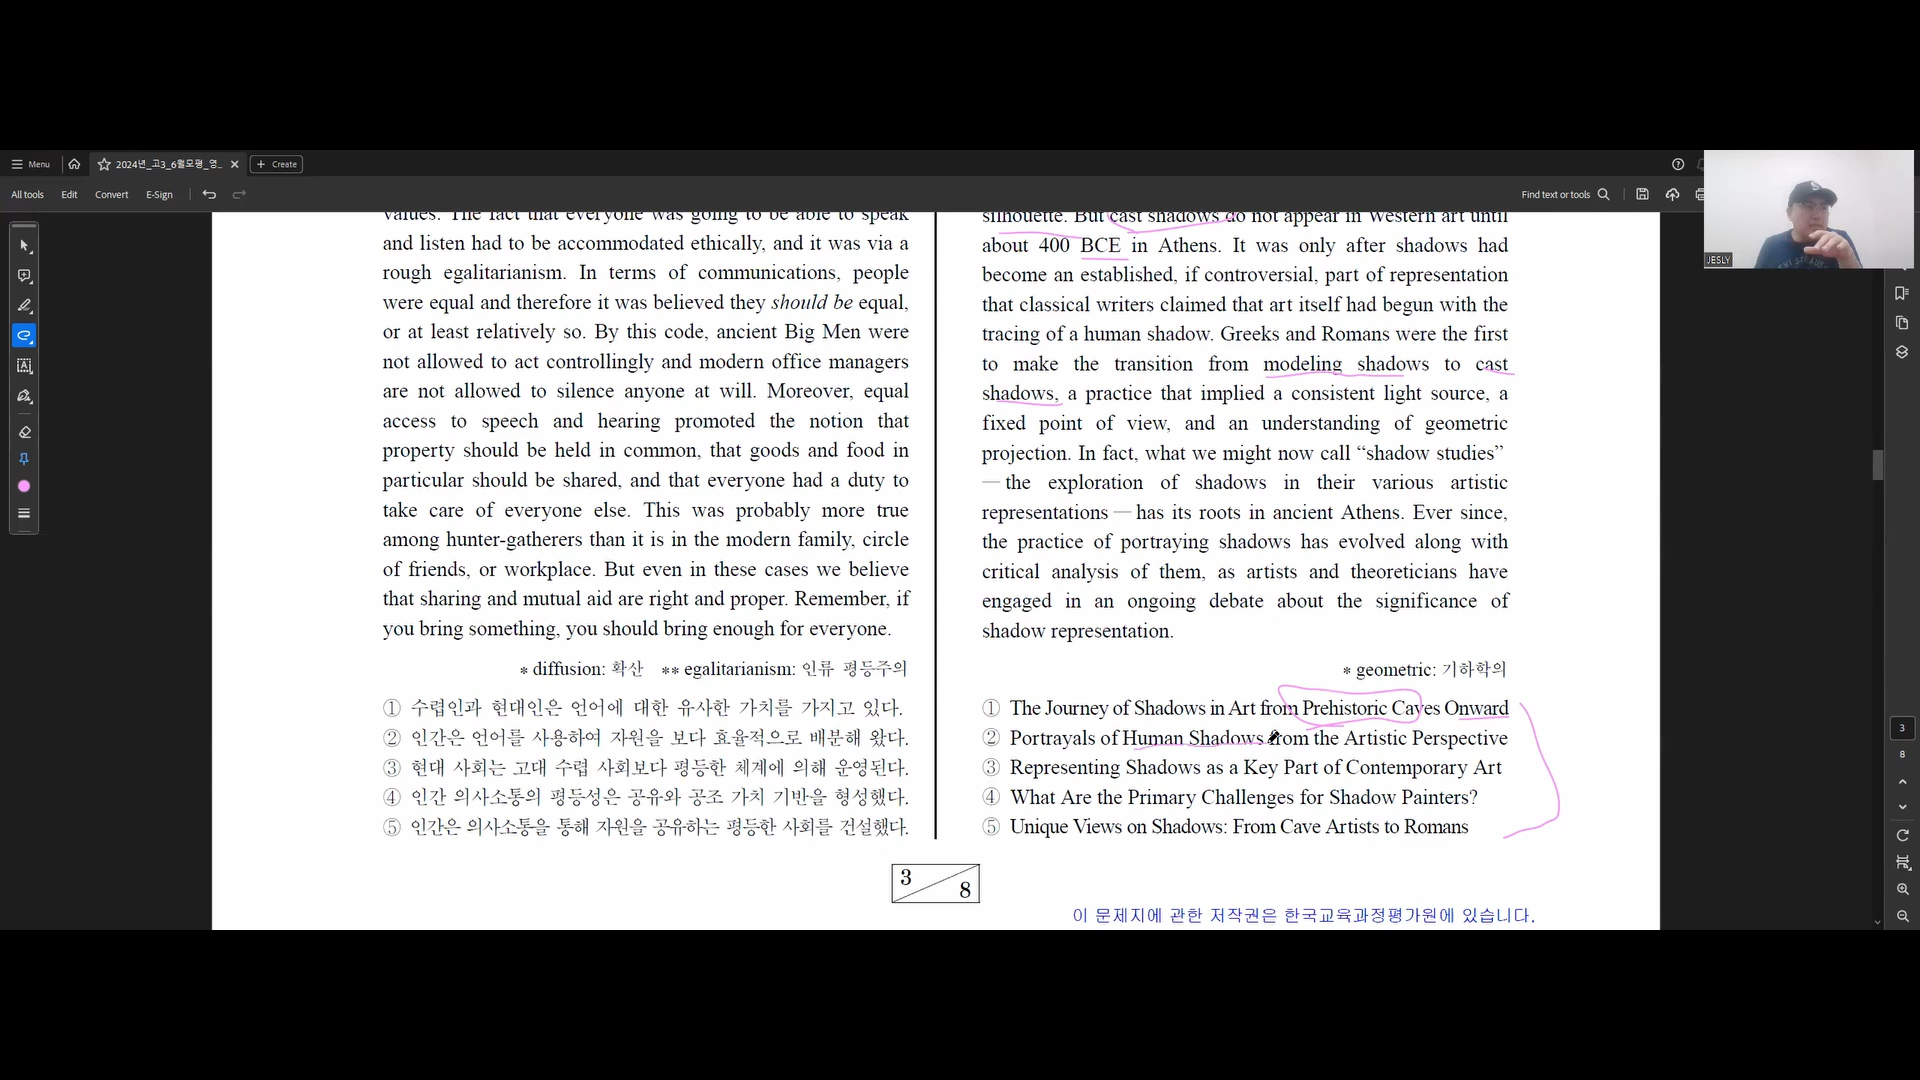 Menu
2024년_고3_6월모평_영...
Create
All tools
Edit
Convert
E-Sign
Find text or tools
JESLY
values. The fact that everyone was going to be able to speak
and listen had to be accommodated ethically, and it was via a
rough egalitarianism. In terms of communications, people
were equal and therefore it was believed they should be equal,
or at least relatively so. By this code, ancient Big Men were
not allowed to act controllingly and modern office managers
are not allowed to silence anyone at will. Moreover, equal
access to speech and hearing promoted the notion that
property should be held in common, that goods and food in
particular should be shared, and that everyone had a duty to
take care of everyone else. This was probably more true
among hunter-gatherers than it is in the modern family, circle
of friends, or workplace. But even in these cases we believe
that sharing and mutual aid are right and proper. Remember, if
you bring something, you should bring enough for everyone.
* diffusion: 확산 ** egalitarianism: 인류 평등주의
① 수렵인과 현대인은 언어에 대한 유사한 가치를 가지고 있다.
② 인간은 언어를 사용하여 자원을 보다 효율적으로 배분해 왔다.
③ 현대 사회는 고대 수렵 사회보다 평등한 체계에 의해 운영된다.
④ 인간 의사소통의 평등성은 공유와 공조 가치 기반을 형성했다.
⑤ 인간은 의사소통을 통해 자원을 공유하는 평등한 사회를 건설했다.
silhouette. But cast shadows do not appear in Western art until
about 400 BCE in Athens. It was only after shadows had
become an established, if controversial, part of representation
that classical writers claimed that art itself had begun with the
tracing of a human shadow. Greeks and Romans were the first
to make the transition from modeling shadows to cast
shadows, a practice that implied a consistent light source, a
fixed point of view, and an understanding of geometric
projection. In fact, what we might now call “shadow studies”
— the exploration of shadows in their various artistic
representations — has its roots in ancient Athens. Ever since,
the practice of portraying shadows has evolved along with
critical analysis of them, as artists and theoreticians have
engaged in an ongoing debate about the significance of
shadow representation.
* geometric: 기하학의
① The Journey of Shadows in Art from Prehistoric Caves Onward
② Portrayals of Human Shadows from the Artistic Perspective
③ Representing Shadows as a Key Part of Contemporary Art
④ What Are the Primary Challenges for Shadow Painters?
⑤ Unique Views on Shadows: From Cave Artists to Romans
3
8
이 문제지에 관한 저작권은 한국교육과정평가원에 있습니다.
3
8